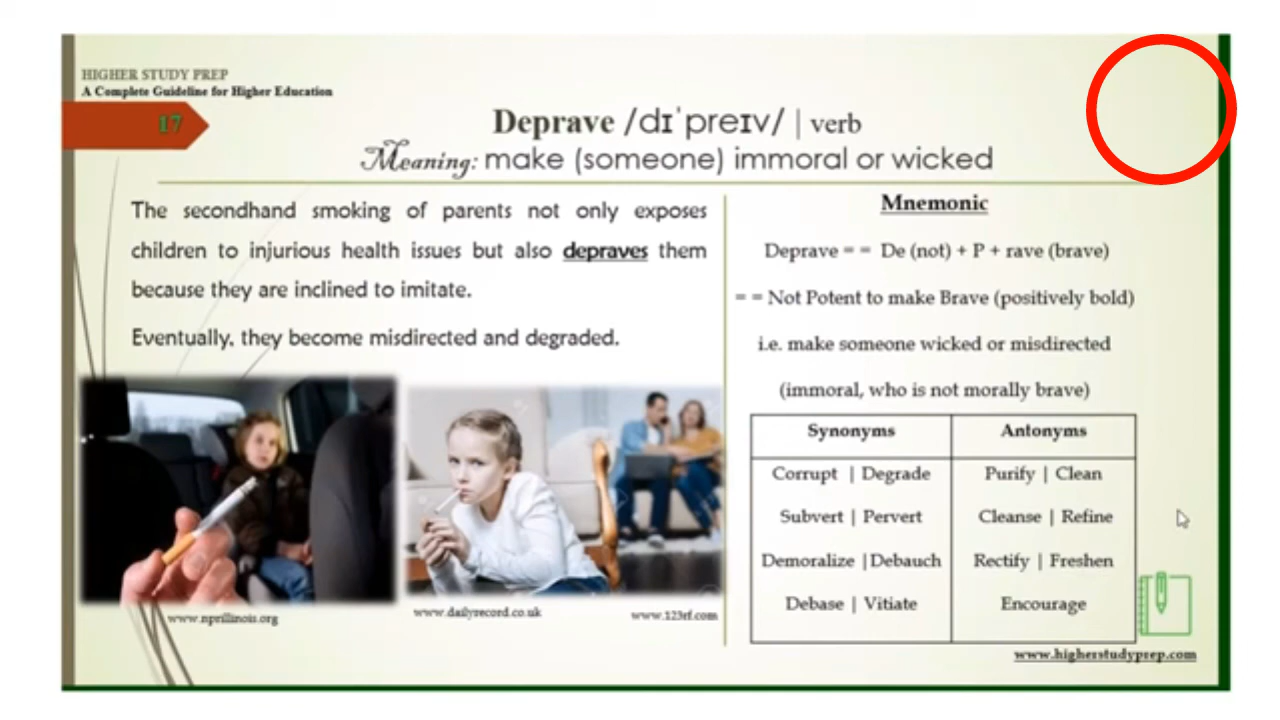 HIGHER STUDY PREP
A Complete Guideline for Higher Education
17
Deprave /dɪˈpreɪv/ | verb
Meaning: make (someone) immoral or wicked
The secondhand smoking of parents not only exposes
children to injurious health issues but also depraves them
because they are inclined to imitate.
Eventually, they become misdirected and degraded.
www.nprillinois.org
www.dailyrecord.co.uk
www.123rf.com
Mnemonic
Deprave = = De (not) + P + rave (brave)
= = Not Potent to make Brave (positively bold)
i.e. make someone wicked or misdirected
(immoral, who is not morally brave)
Synonyms Antonyms
Corrupt | Degrade Purify | Clean
Subvert | Pervert Cleanse | Refine
Demoralize |Debauch Rectify | Freshen
Debase | Vitiate Encourage
www.higherstudyprep.com